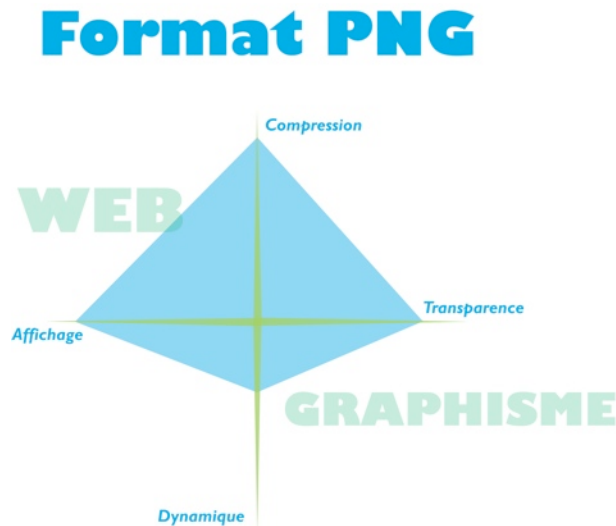 Format PNG
Compression
WEB
Transparence
Affichage
GRAPHISME
Dynamique